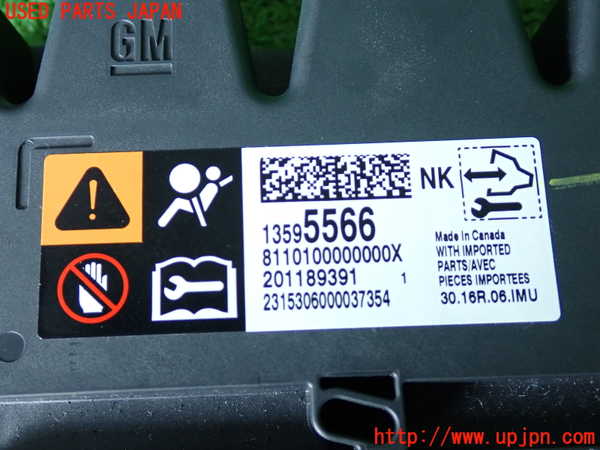 USED PARTS JAPAN
GM
NK
13595566
8110100000000X
201189391 1
2315306000037354
Made in Canada
WITH IMPORTED
PARTS/AVEC
PIECES IMPORTEES
30.16R.06.IMU
http://www.upjpn.com